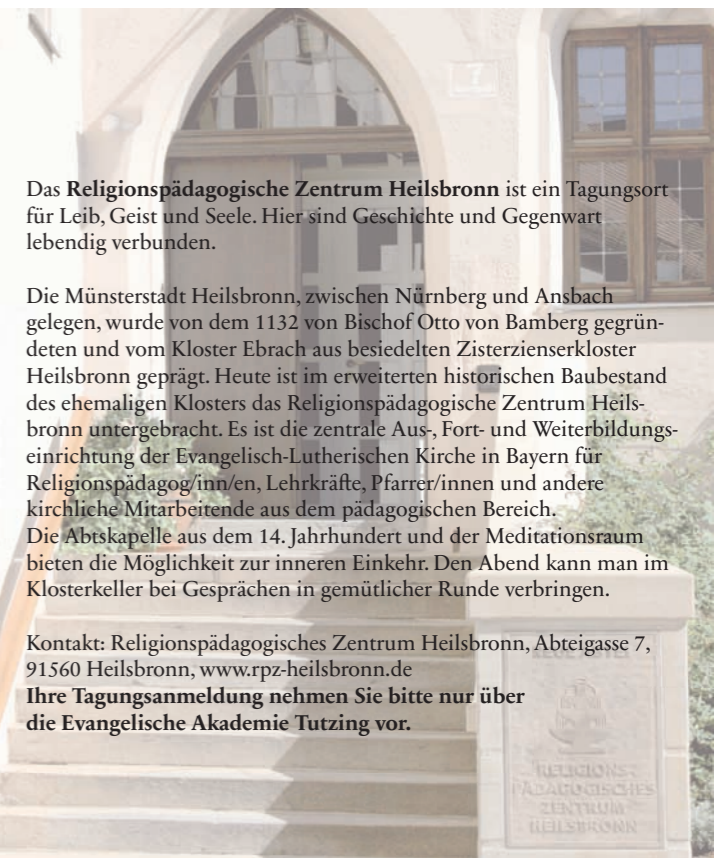 Das Religionspädagogische Zentrum Heilsbronn ist ein Tagungsort
für Leib, Geist und Seele. Hier sind Geschichte und Gegenwart
lebendig verbunden.
Die Münsterstadt Heilsbronn, zwischen Nürnberg und Ansbach
gelegen, wurde von dem 1132 von Bischof Otto von Bamberg gegrün-
deten und vom Kloster Ebrach aus besiedelten Zisterzienserkloster
Heilsbronn geprägt. Heute ist im erweiterten historischen Baubestand
des ehemaligen Klosters das Religionspädagogische Zentrum Heils-
bronn untergebracht. Es ist die zentrale Aus-, Fort- und Weiterbildungs-
einrichtung der Evangelisch-Lutherischen Kirche in Bayern für
Religionspädagog/inn/en, Lehrkräfte, Pfarrer/innen und andere
kirchliche Mitarbeitende aus dem pädagogischen Bereich.
Die Abtskapelle aus dem 14. Jahrhundert und der Meditationsraum
bieten die Möglichkeit zur inneren Einkehr. Den Abend kann man im
Klosterkeller bei Gesprächen in gemütlicher Runde verbringen.
Kontakt: Religionspädagogisches Zentrum Heilsbronn, Abteigasse 7,
91560 Heilsbronn, www.rpz-heilsbronn.de
Ihre Tagungsanmeldung nehmen Sie bitte nur über
die Evangelische Akademie Tutzing vor.
7
RELIGIONS-
PÄDAGOGISCHES
ZENTRUM
HEILSBRONN